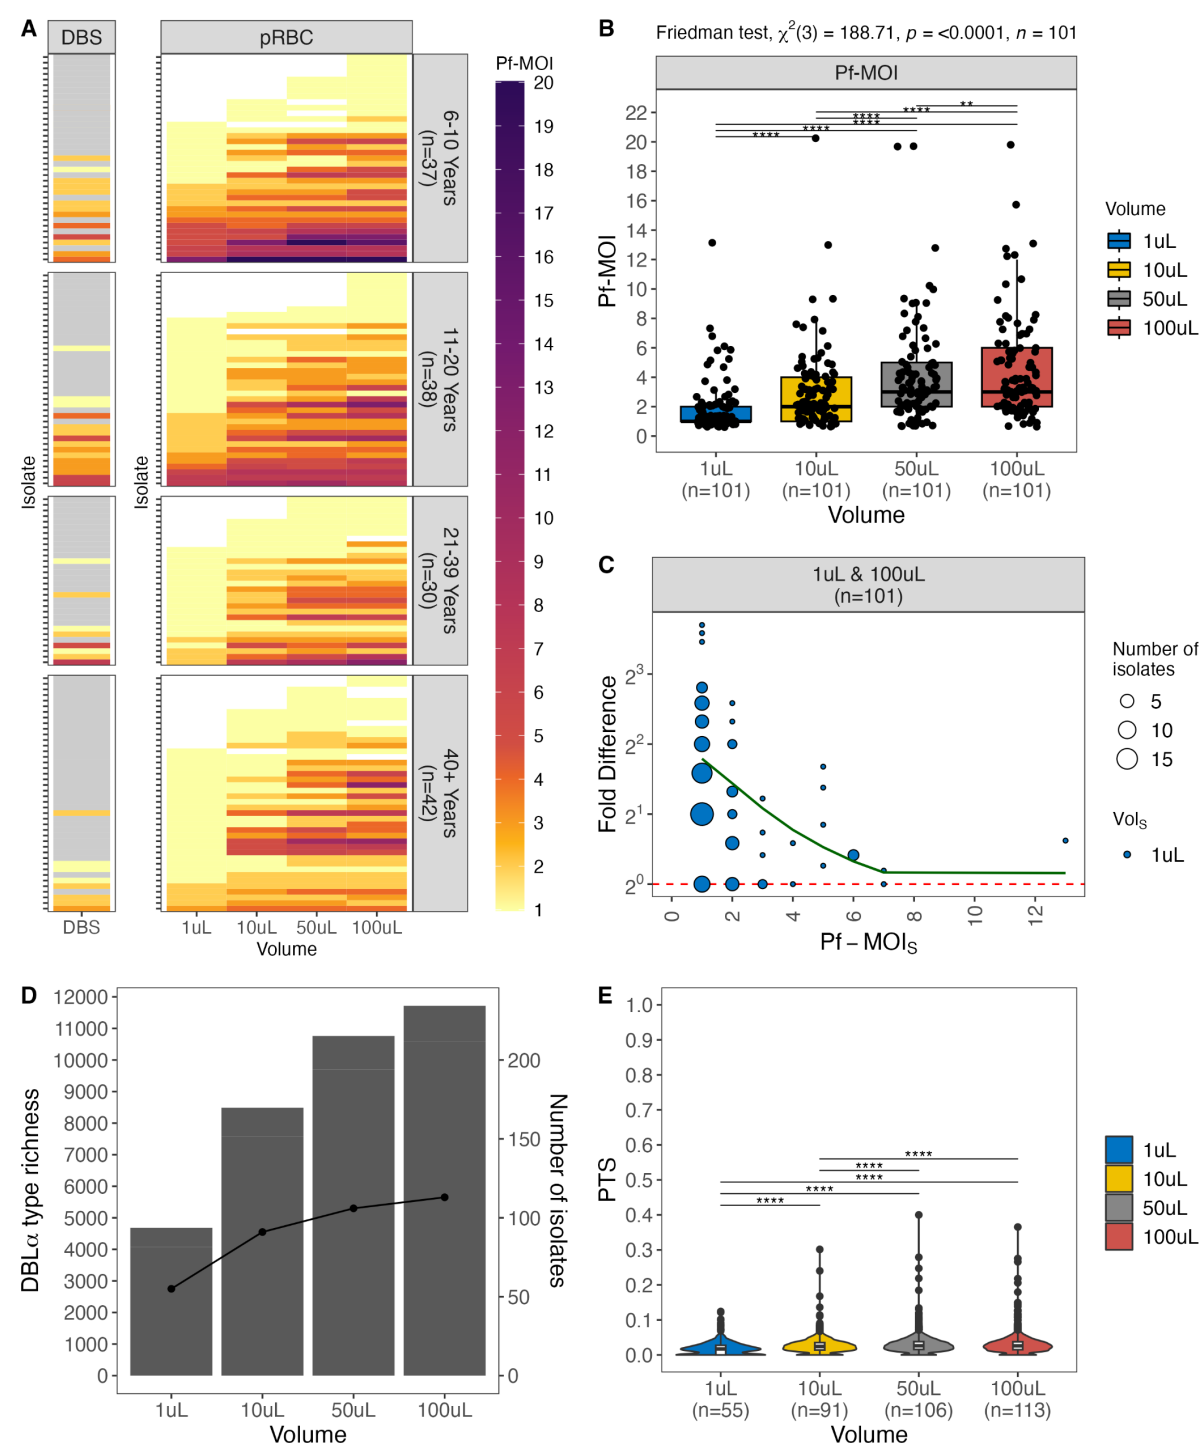 A
DBS
pRBC
Pf-MOI
20
19
18
17
16
15
14
13
12
11
10
9
8
7
6
5
4
3
2
1
6-10 Years
(n=37)
11-20 Years
(n=38)
21-39 Years
(n=30)
40+ Years
(n=42)
Isolate
Isolate
DBS
1uL 10uL 50uL 100uL
Volume
B
Friedman test, χ²(3) = 188.71, p = <0.0001, n = 101
Pf-MOI
**
****
****
****
****
****
22
20
18
16
14
12
10
8
6
4
2
0
Pf-MOI
1uL 10uL 50uL 100uL
(n=101) (n=101) (n=101) (n=101)
Volume
Volume
1uL
10uL
50uL
100uL
C
1uL & 100uL
(n=101)
2³
2²
2¹
2⁰
Fold Difference
0 2 4 6 8 10 12
Pf – MOI_S
Number of
isolates
5
10
15
Vol_S
1uL
D
12000
11000
10000
9000
8000
7000
6000
5000
4000
3000
2000
1000
0
DBLα type richness
200
150
100
50
0
Number of isolates
1uL 10uL 50uL 100uL
Volume
E
1.0
0.9
0.8
0.7
0.6
0.5
0.4
0.3
0.2
0.1
0.0
PTS
****
****
****
****
****
1uL 10uL 50uL 100uL
(n=55) (n=91) (n=106) (n=113)
Volume
1uL
10uL
50uL
100uL